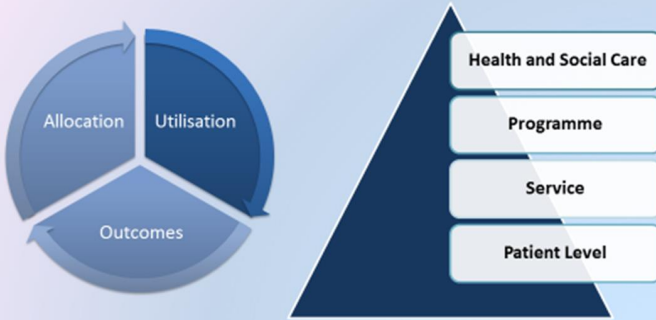 Allocation
Utilisation
Outcomes
Health and Social Care
Programme
Service
Patient Level